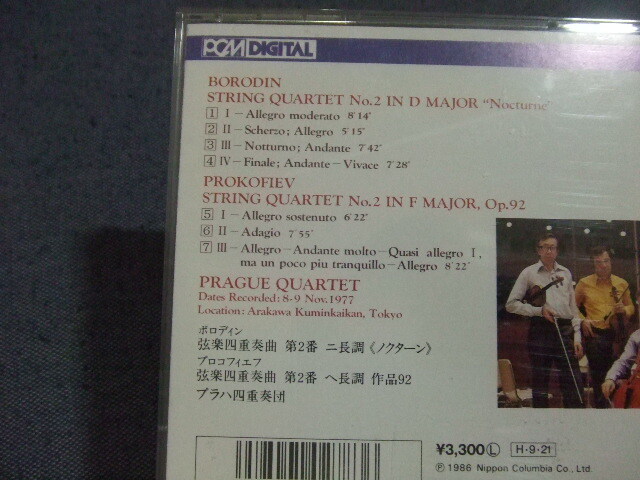 PCM DIGITAL
BORODIN
STRING QUARTET No.2 IN D MAJOR "Nocturne"
1 I－Allegro moderato 8′14″
2 II－Scherzo; Allegro 5′15″
3 III－Notturno; Andante 7′42″
4 IV－Finale; Andante－Vivace 7′28″
PROKOFIEV
STRING QUARTET No.2 IN F MAJOR, Op.92
5 I－Allegro sostenuto 6′22″
6 II－Adagio 7′55″
7 III－Allegro－Andante molto－Quasi allegro I,
ma un poco piu tranquillo－Allegro 8′22″
PRAGUE QUARTET
Dates Recorded: 8-9 Nov. 1977
Location: Arakawa Kuminkaikan, Tokyo
ボロディン
弦楽四重奏曲 第2番 ニ長調《ノクターン》
プロコフィエフ
弦楽四重奏曲 第2番 ヘ長調 作品92
プラハ四重奏団
¥3,300Ⓛ H-9-21
Ⓟ 1986 Nippon Columbia Co., Ltd.